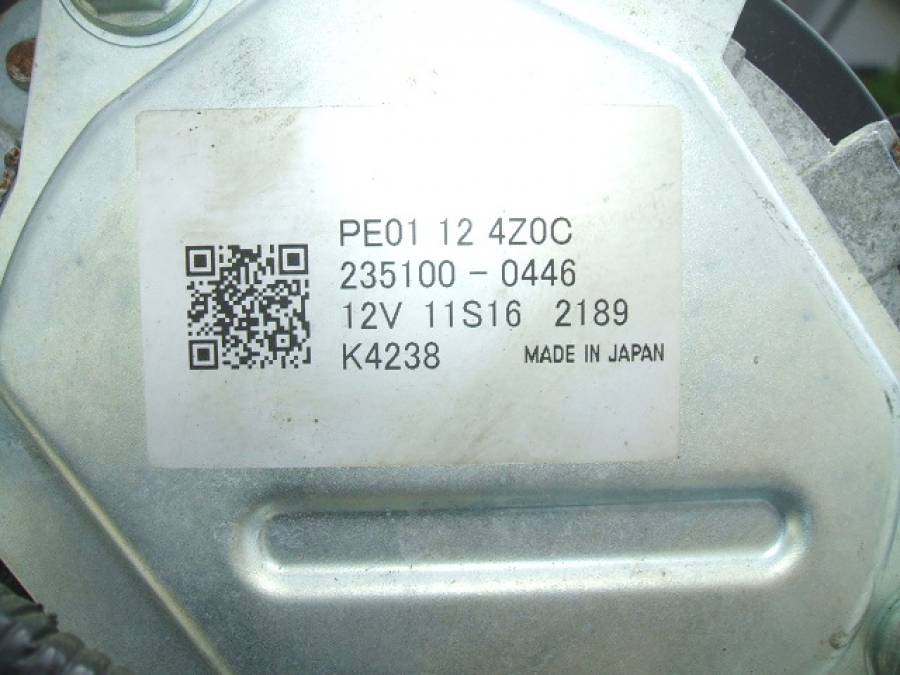 PE01 12 4Z0C
235100-0446
12V 11S16 2189
K4238 MADE IN JAPAN